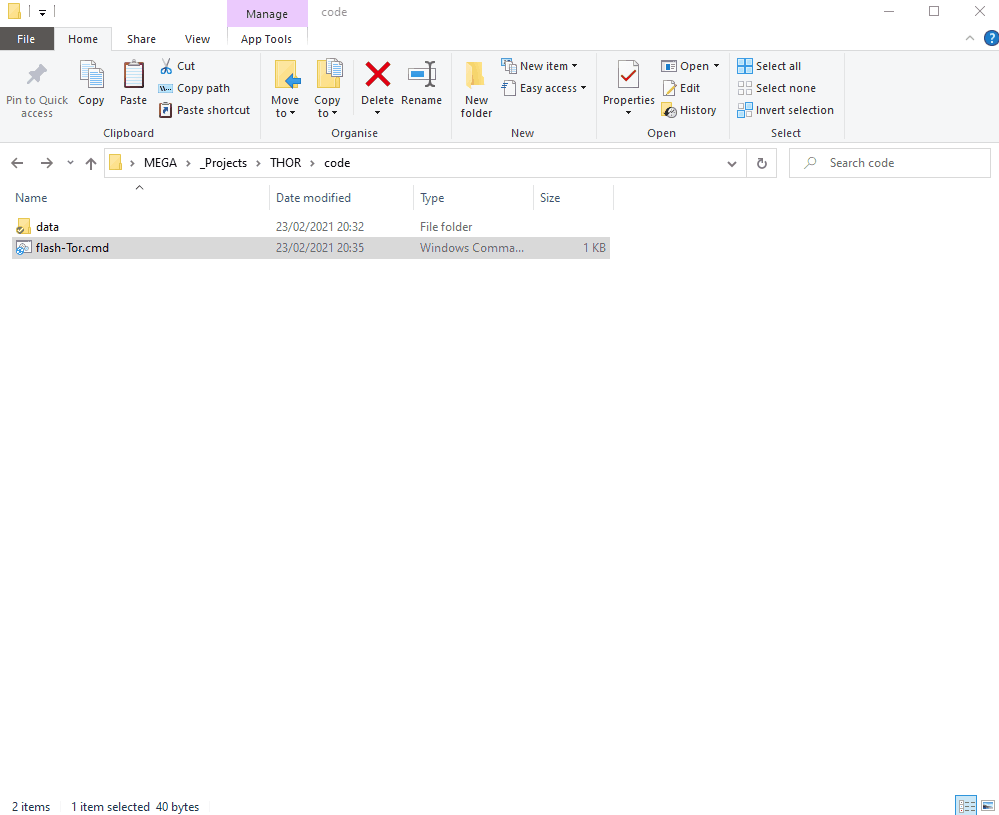 Manage code
File Home Share View App Tools
Pin to Quick access
Copy
Paste
Cut
Copy path
Paste shortcut
Clipboard
Move to
Copy to
Delete
Rename
Organise
New folder
New item
Easy access
New
Properties
Open
Edit
History
Open
Select all
Select none
Invert selection
Select
MEGA > _Projects > THOR > code
Search code
Name Date modified Type Size
data 23/02/2021 20:32 File folder
flash-Tor.cmd 23/02/2021 20:35 Windows Comma... 1 KB
2 items 1 item selected 40 bytes